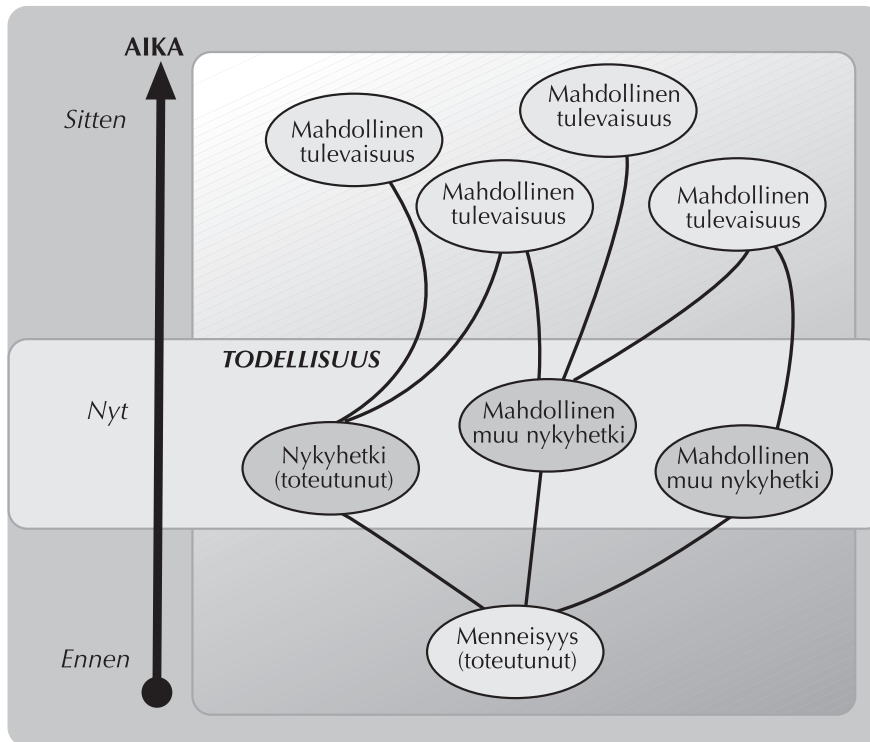 AIKA
Sitten
Mahdollinen
tulevaisuus
Mahdollinen
tulevaisuus
Mahdollinen
tulevaisuus
Mahdollinen
tulevaisuus
TODELLISUUS
Nyt
Nykyhetki
(toteutunut)
Mahdollinen
muu nykyhetki
Mahdollinen
muu nykyhetki
Ennen
Menneisyys
(toteutunut)